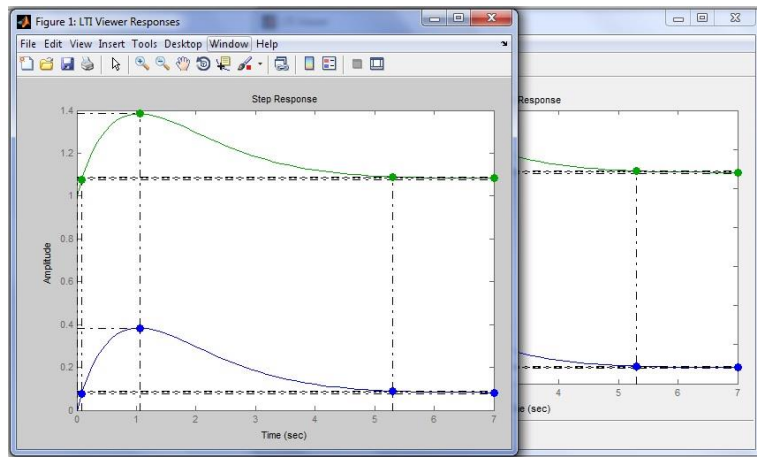 Figure 1: LTI Viewer Responses
File Edit View Insert Tools Desktop Window Help
Step Response
Amplitude
1.4
1.2
1
0.8
0.6
0.4
0.2
0
0 1 2 3 4 5 6 7
Time (sec)
Response
4 5 6 7
e (sec)